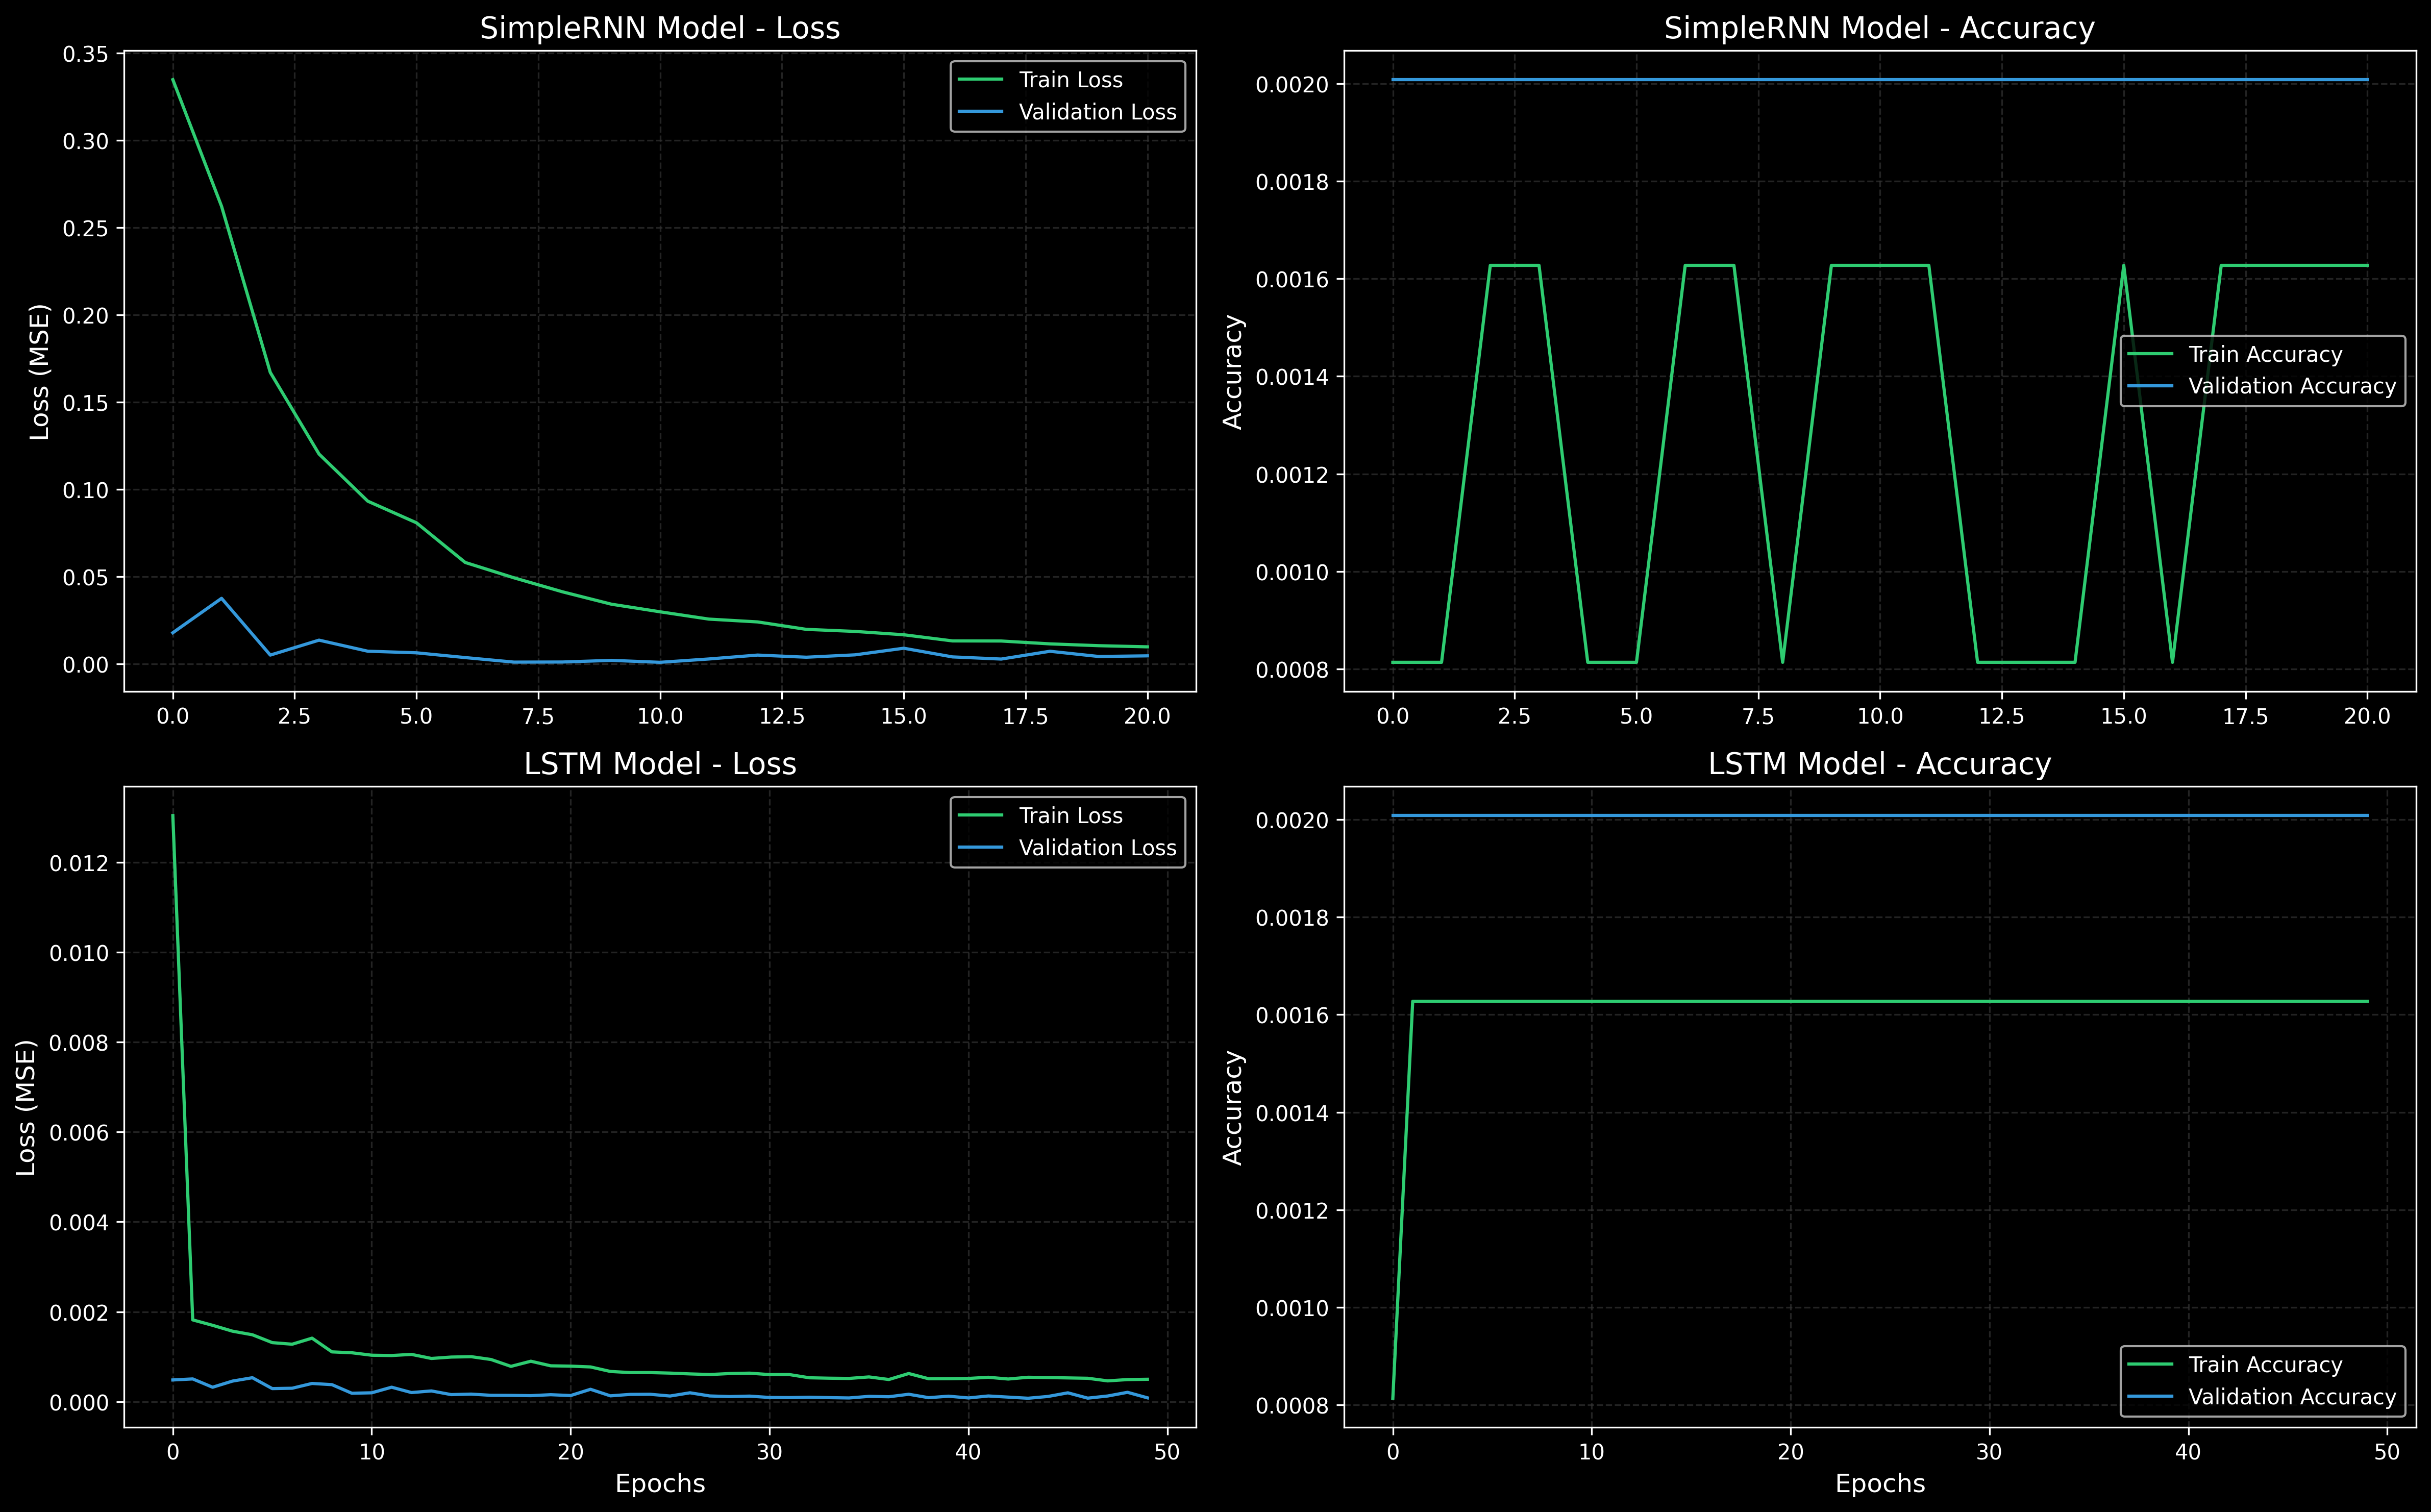 SimpleRNN Model - Loss
Loss (MSE)
0.35
0.30
0.25
0.20
0.15
0.10
0.05
0.00
Train Loss
Validation Loss
0.0 2.5 5.0 7.5 10.0 12.5 15.0 17.5 20.0
SimpleRNN Model - Accuracy
Accuracy
0.0020
0.0018
0.0016
0.0014
0.0012
0.0010
0.0008
Train Accuracy
Validation Accuracy
0.0 2.5 5.0 7.5 10.0 12.5 15.0 17.5 20.0
LSTM Model - Loss
Loss (MSE)
0.012
0.010
0.008
0.006
0.004
0.002
0.000
Train Loss
Validation Loss
0 10 20 30 40 50
Epochs
LSTM Model - Accuracy
Accuracy
0.0020
0.0018
0.0016
0.0014
0.0012
0.0010
0.0008
Train Accuracy
Validation Accuracy
0 10 20 30 40 50
Epochs